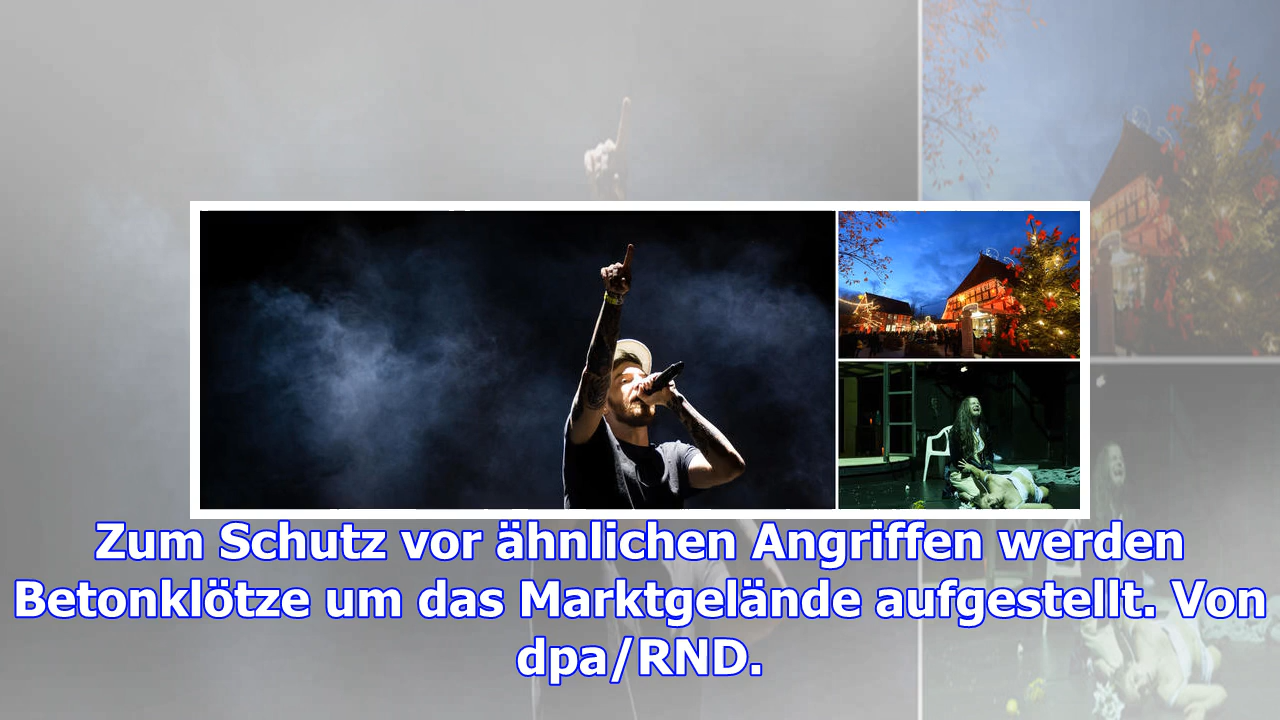 Zum Schutz vor ähnlichen Angriffen werden
Betonklötze um das Marktgelände aufgestellt. Von
dpa/RND.